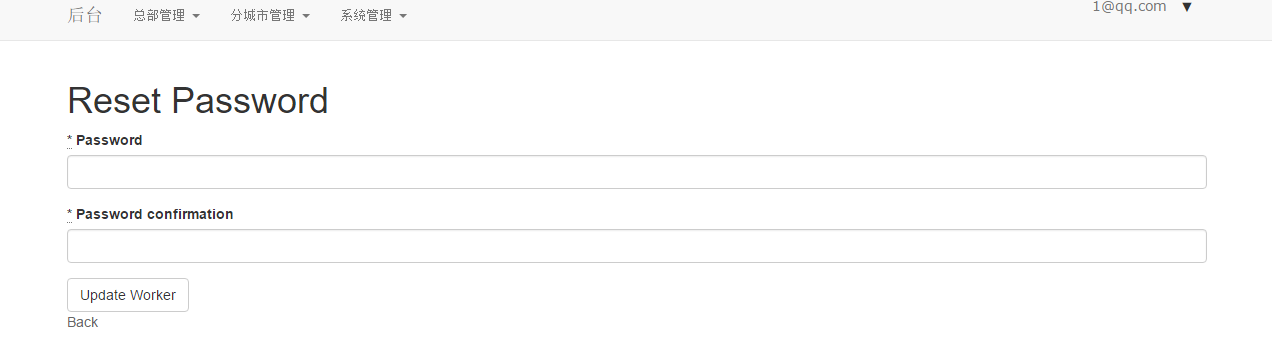 后台 总部管理 分城市管理 系统管理 1@qq.com ▼
Reset Password
* Password
* Password confirmation
Update Worker
Back